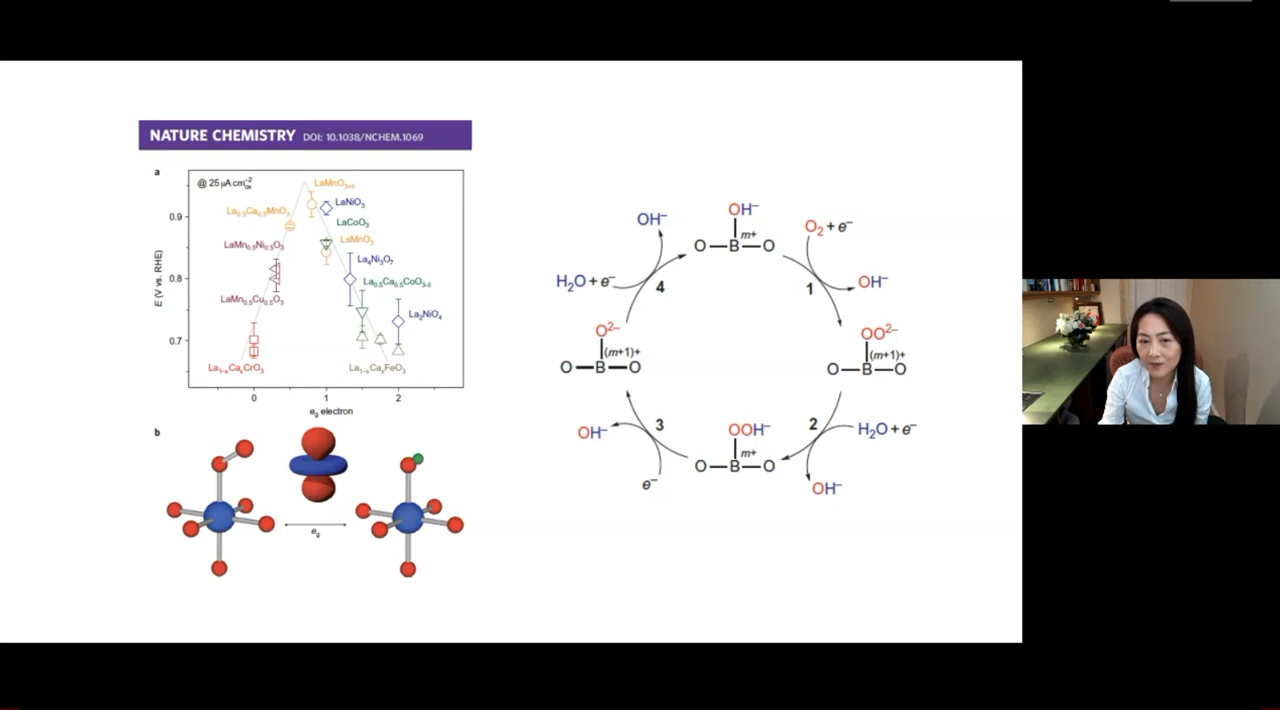 NATURE CHEMISTRY DOI: 10.1038/NCHEM.1069
a
@ 25 μA cm⁻²ₒₓ
LaMnO₃₊δ
La₀.₅Ca₀.₅MnO₃
LaNiO₃
LaCoO₃
LaMnO₃
LaMn₀.₅Ni₀.₅O₃
La₄Ni₃O₇
La₀.₅Ca₀.₅CoO₃₋δ
LaMn₀.₅Cu₀.₅O₃
La₂NiO₄
La₁₋ₓCaₓCrO₃
La₁₋ₓCaₓFeO₃
E (V vs. RHE)
0.9
0.8
0.7
0 1 2
e_g electron
b
e_g
OH⁻
OH⁻
O₂ + e⁻
O—B—O
m+
H₂O + e⁻
4
1
OH⁻
O²⁻
OO²⁻
(m+1)+
(m+1)+
O—B—O
O—B—O
OH⁻
3
OOH⁻
2
H₂O + e⁻
m+
O—B—O
e⁻
OH⁻